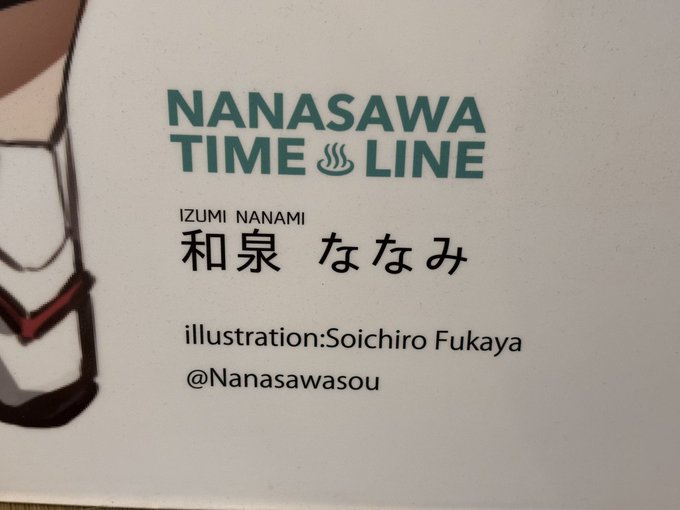 NANASAWA
TIME ♨ LINE
IZUMI NANAMI
和泉 ななみ
illustration:Soichiro Fukaya
@Nanasawasou